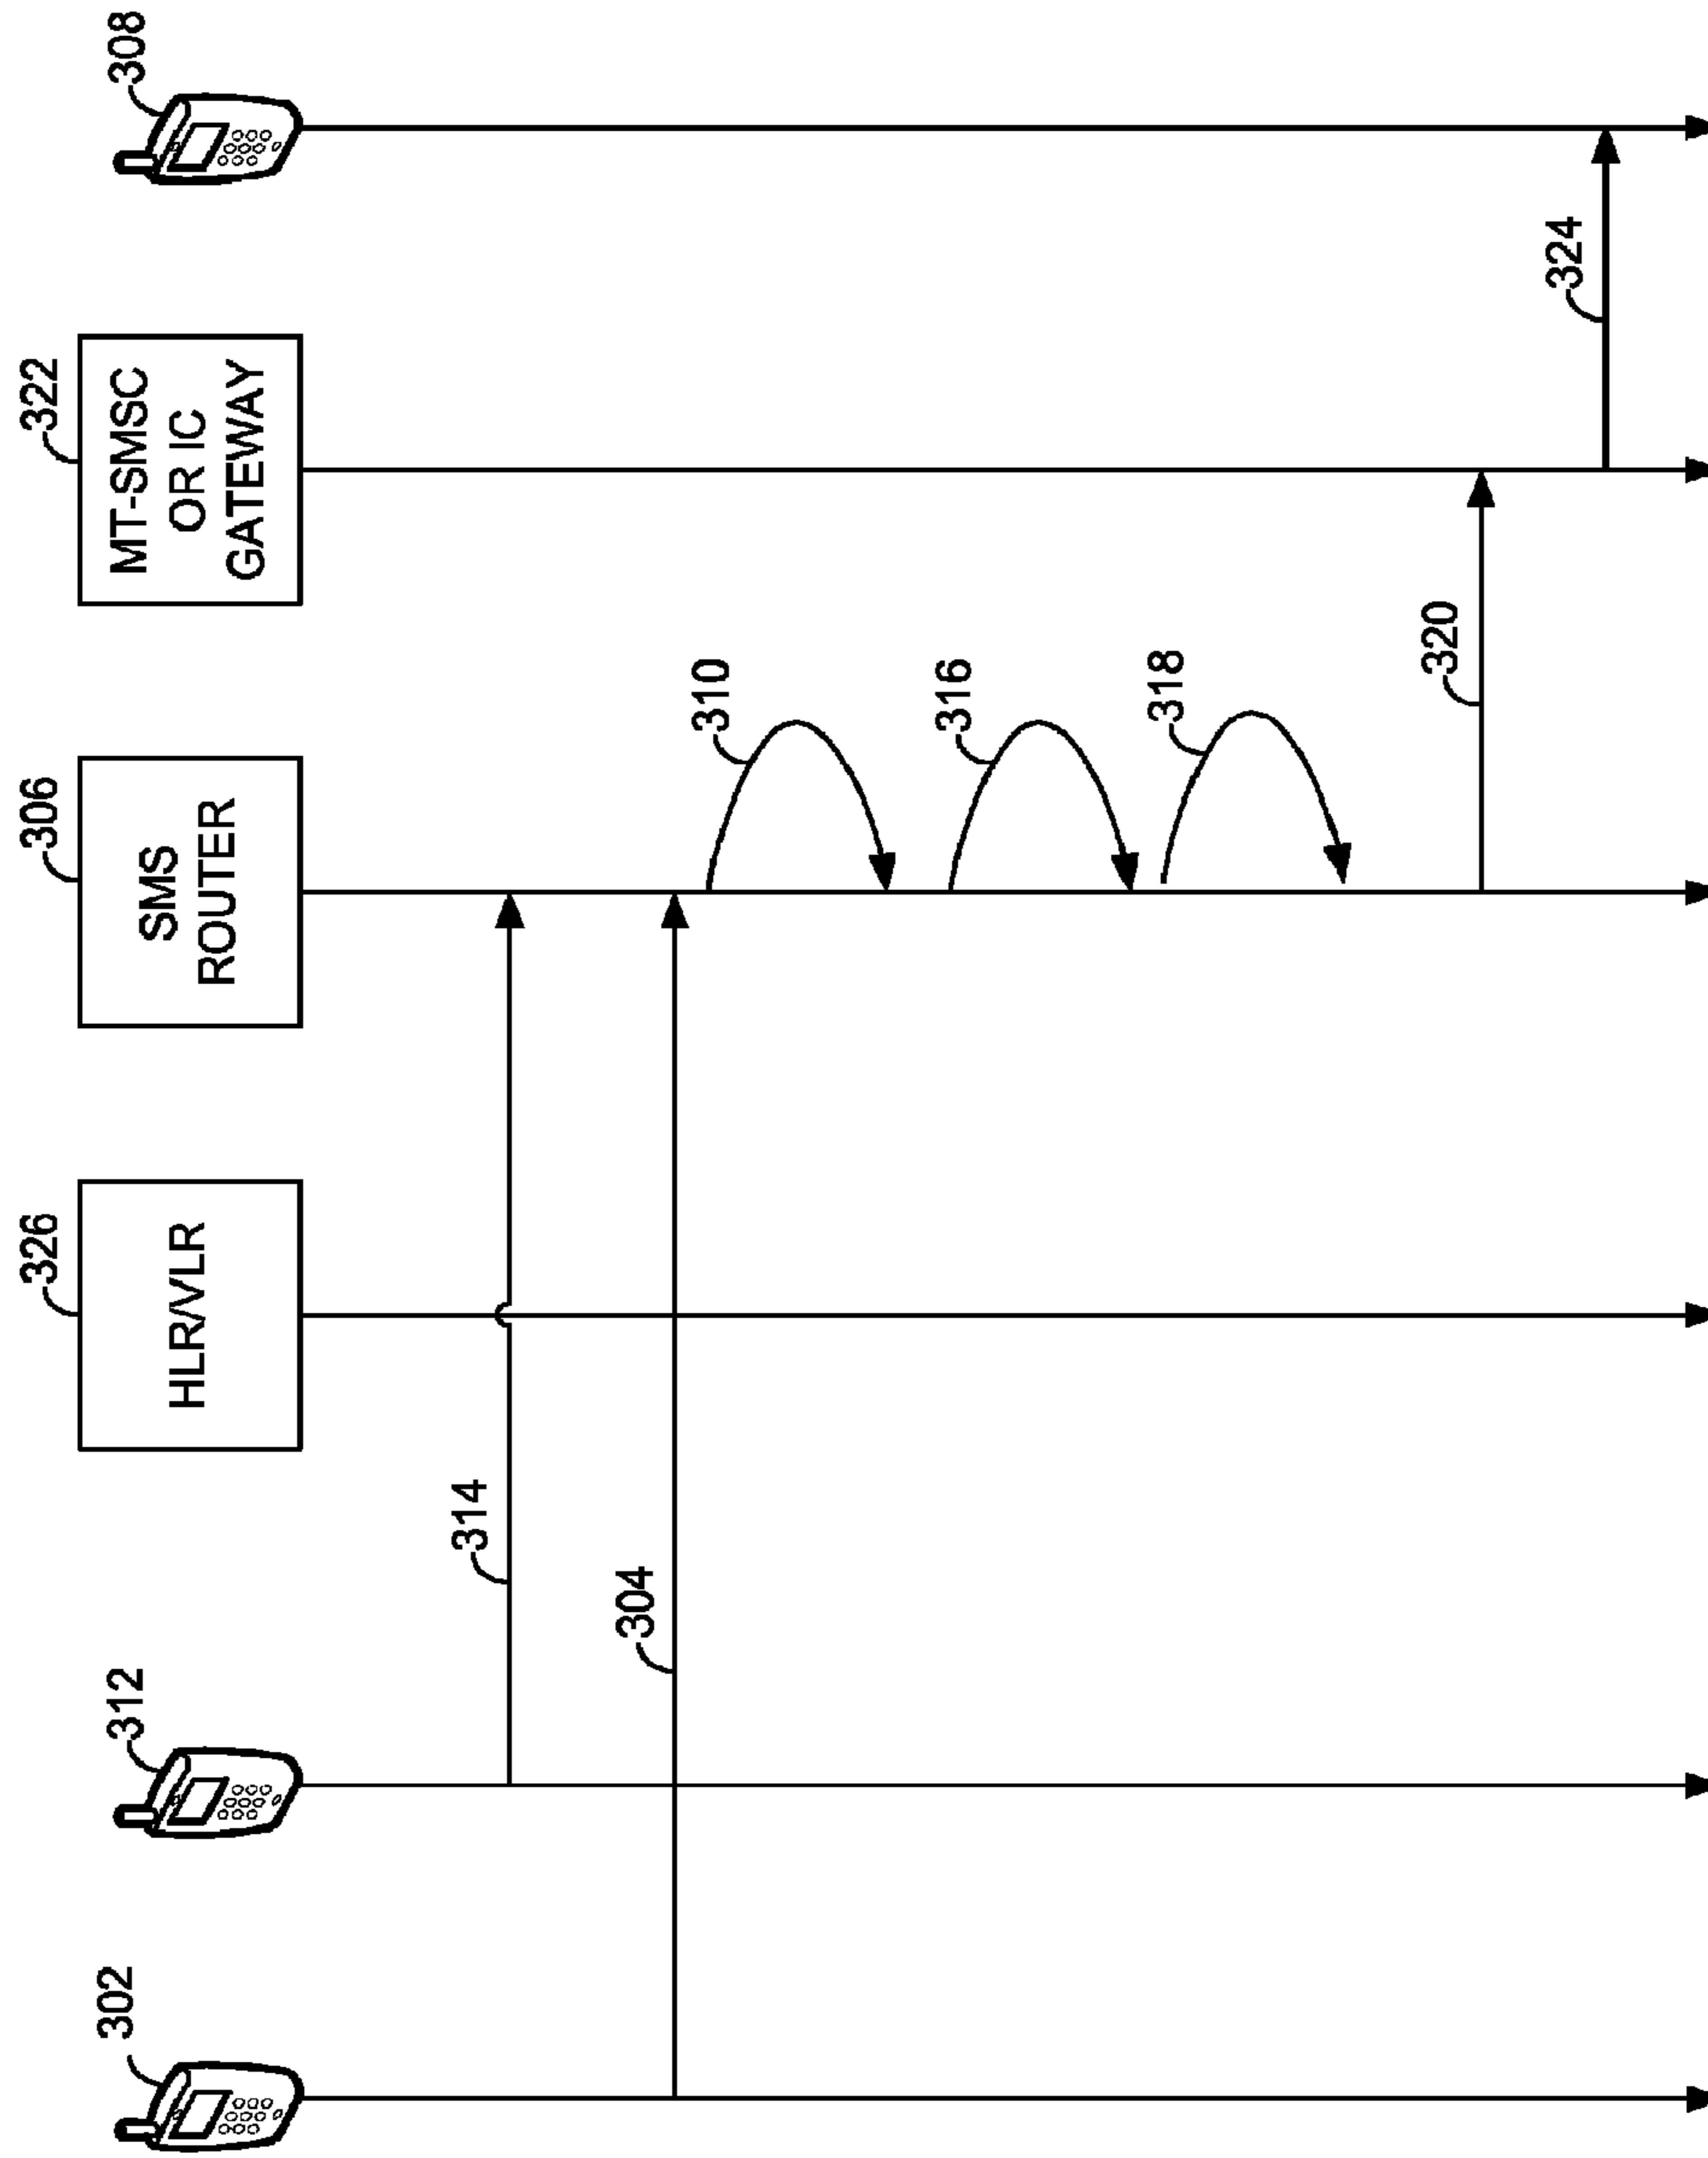 302
312
326
306
322
308
HLR/VLR
SMS
ROUTER
MT-SMSC
OR IC
GATEWAY
314
304
310
316
318
320
324